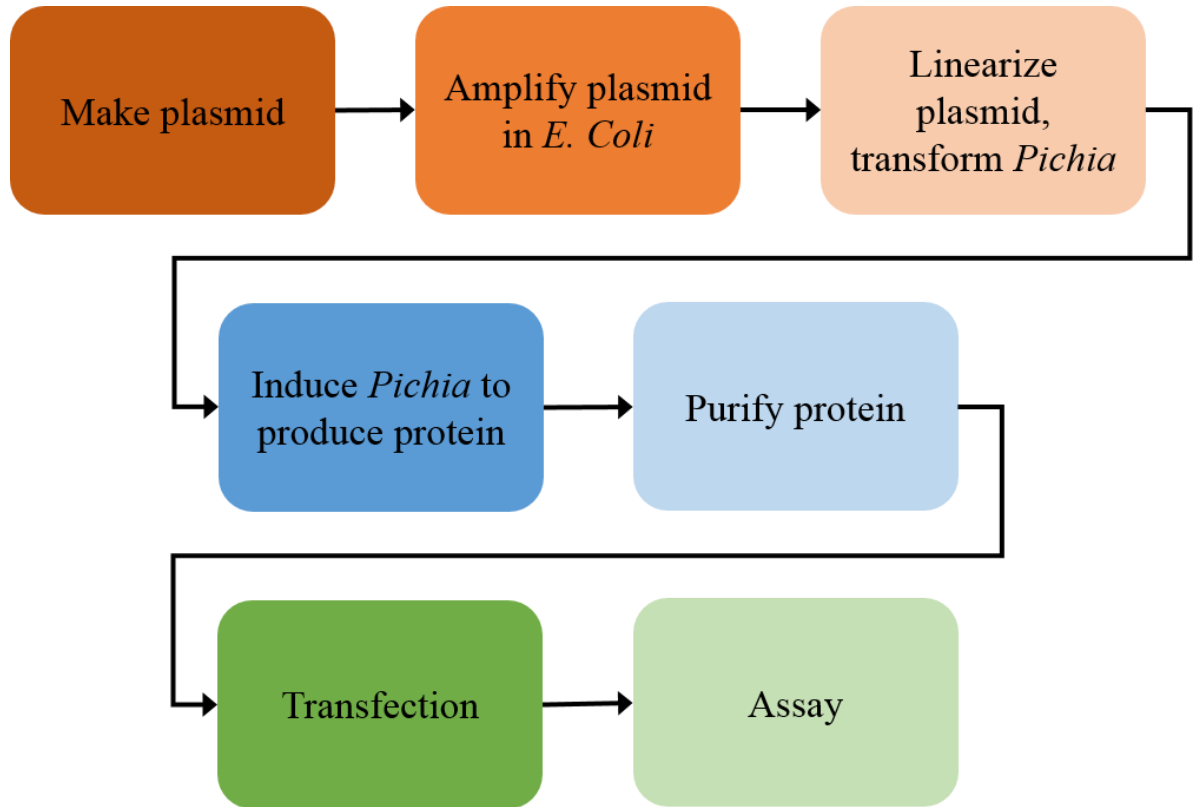 Make plasmid
Amplify plasmid
in E. Coli
Linearize
plasmid,
transform Pichia
Induce Pichia to
produce protein
Purify protein
Transfection
Assay